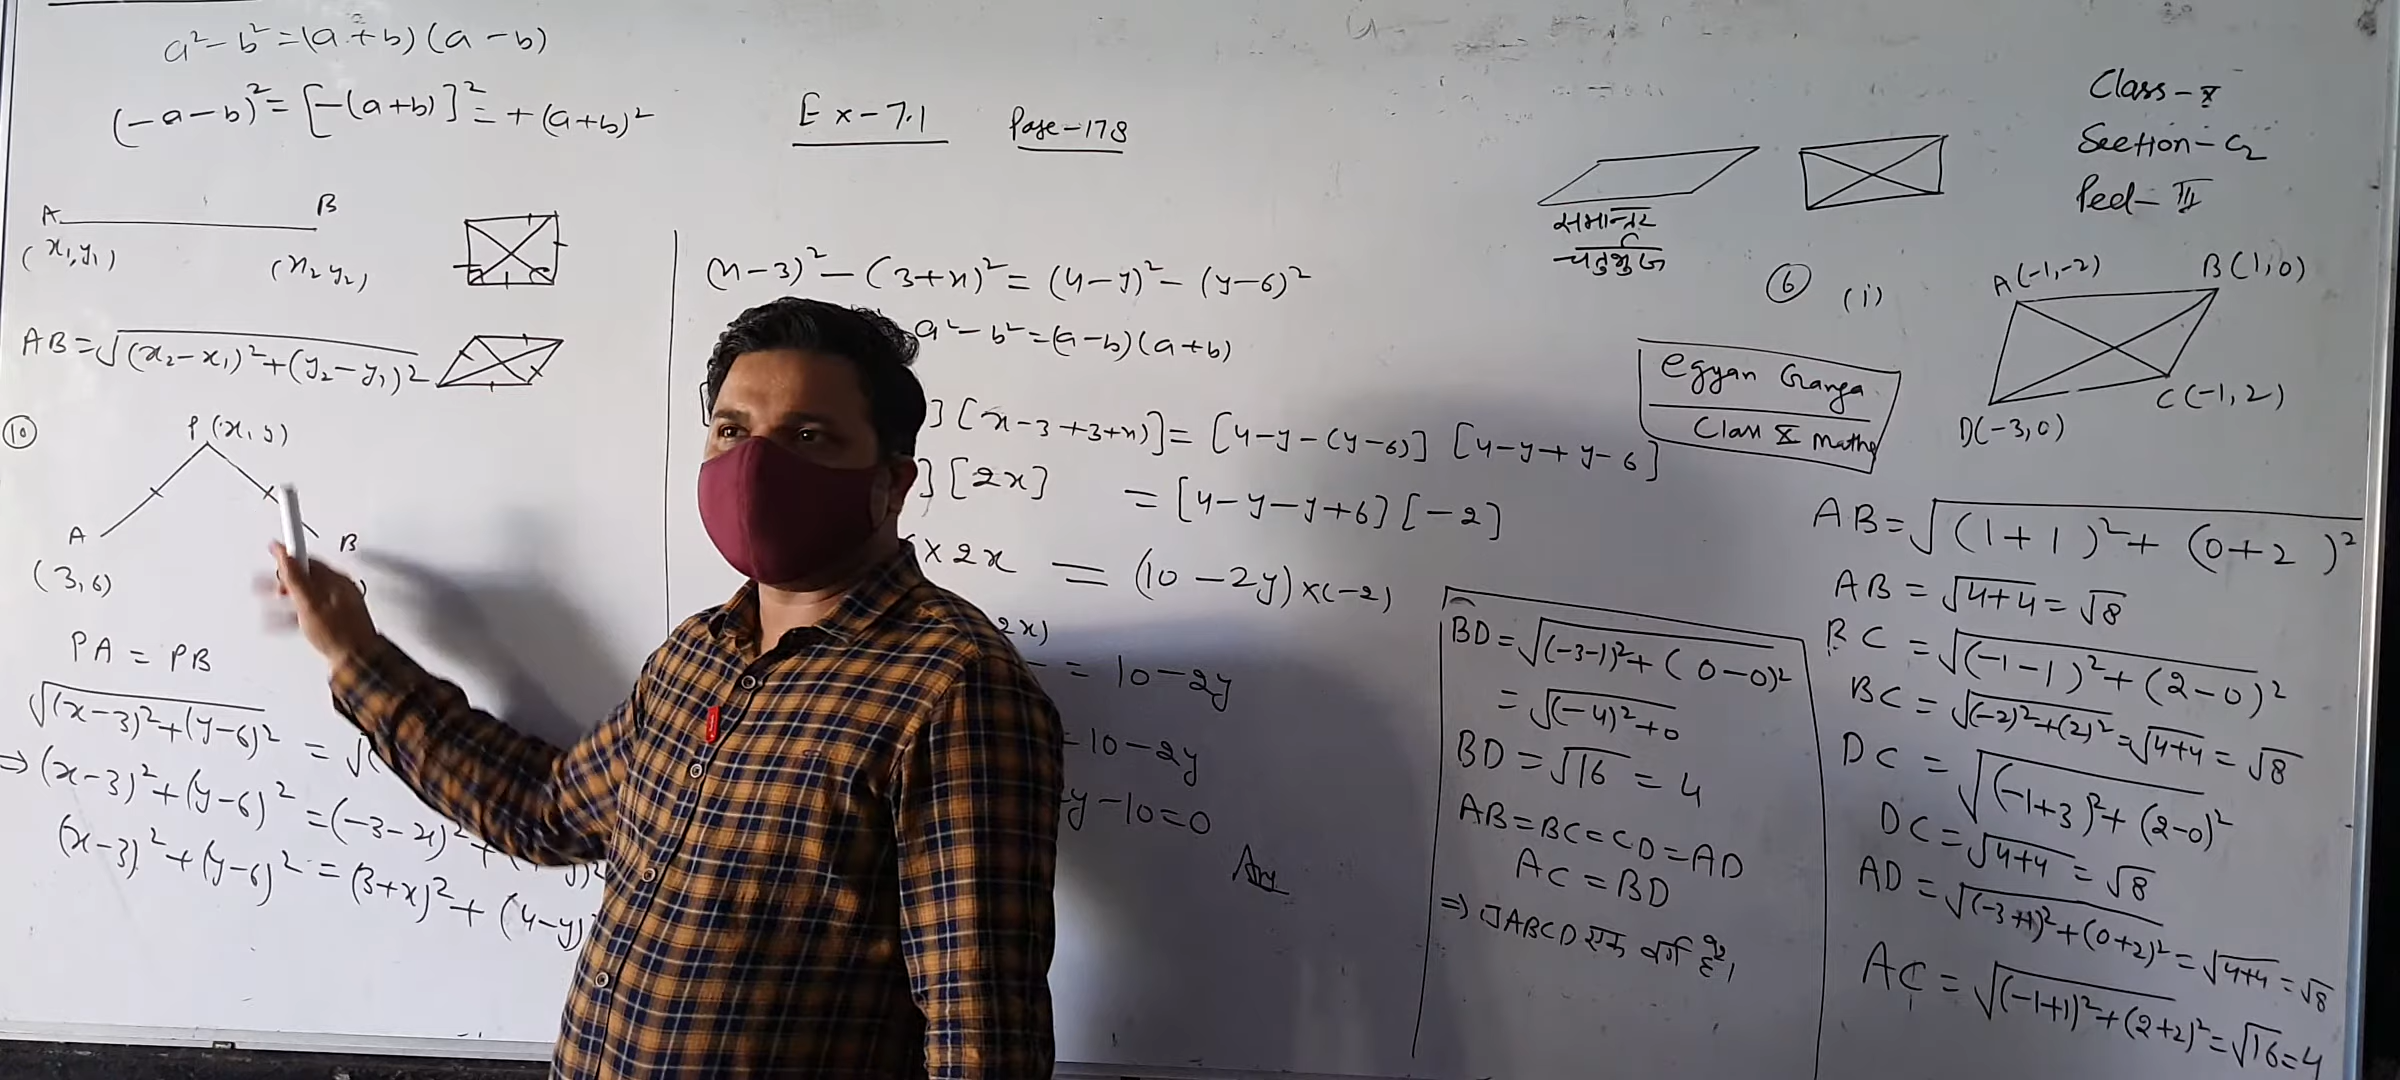 a² - b² = (a + b) (a - b)
(-a - b)² = [-(a+b)]² = +(a+b)²
Ex-7.1
Page-178
Class-X
Section-C2
Peed-III
A
B
(x₁,y₁)
(x₂ y₂)
AB = √(x₂-x₁)²+(y₂-y₁)²
10
P(x, y)
A
B
(3,6)
PA = PB
√(x-3)²+(y-6)² = √(
⇒ (x-3)²+(y-6)² = (-3-x)² +
(x-3)²+(y-6)² = (3+x)² + (4-y)
(x-3)² - (3+x)² = (4-y)² - (y-6)²
a² - b² = (a-b)(a+b)
] [x-3+3+x)] = [4-y-(y-6)] [4-y+y-6]
] [2x] = [4-y-y+6] [-2]
× 2x = (10-2y)×(-2)
2x)
= 10-2y
= 10-2y
y-10=0
Ans
समान्तर
चतुर्भुज
6 (i)
A(-1,-2)
B(1,0)
C(-1,2)
D(-3,0)
egyan Ganga
Class X Maths
AB = √(1+1)²+(0+2)²
AB = √4+4 = √8
BC = √(-1-1)²+(2-0)²
BC = √(-2)²+(2)² = √4+4 = √8
DC = √(-1+3)²+(2-0)²
DC = √4+4 = √8
AD = √(-3+1)²+(0+2)² = √4+4 = √8
AC = √(-1+1)²+(2+2)² = √16 = 4
BD = √(-3-1)²+(0-0)²
= √(-4)²+0
BD = √16 = 4
AB=BC=CD=AD
AC = BD
⇒ □ABCD एक वर्ग है।